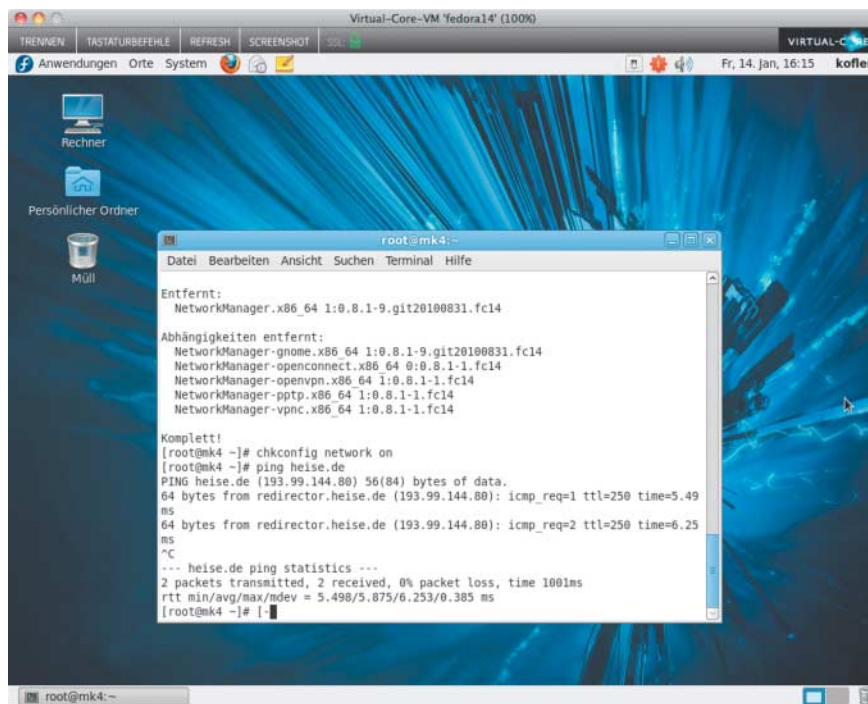 Virtual-Core-VM 'fedora14' (100%)
TRENNEN TASTATURBEFEHLE REFRESH SCREENSHOT SSL: VIRTUAL-C RE
Anwendungen Orte System Fr, 14. Jan, 16:15 kofler
Rechner
Persönlicher Ordner
Müll
root@mk4:~
Datei Bearbeiten Ansicht Suchen Terminal Hilfe
Entfernt:
NetworkManager.x86_64 1:0.8.1-9.git20100831.fc14
Abhängigkeiten entfernt:
NetworkManager-gnome.x86_64 1:0.8.1-9.git20100831.fc14
NetworkManager-openconnect.x86_64 0:0.8.1-1.fc14
NetworkManager-openvpn.x86_64 1:0.8.1-1.fc14
NetworkManager-pptp.x86_64 1:0.8.1-1.fc14
NetworkManager-vpnc.x86_64 1:0.8.1-1.fc14
Komplett!
[root@mk4 ~]# chkconfig network on
[root@mk4 ~]# ping heise.de
PING heise.de (193.99.144.80) 56(84) bytes of data.
64 bytes from redirector.heise.de (193.99.144.80): icmp_req=1 ttl=250 time=5.49
ms
64 bytes from redirector.heise.de (193.99.144.80): icmp_req=2 ttl=250 time=6.25
ms
^C
--- heise.de ping statistics ---
2 packets transmitted, 2 received, 0% packet loss, time 1001ms
rtt min/avg/max/mdev = 5.498/5.875/6.253/0.385 ms
[root@mk4 ~]# [-
root@mk4:~